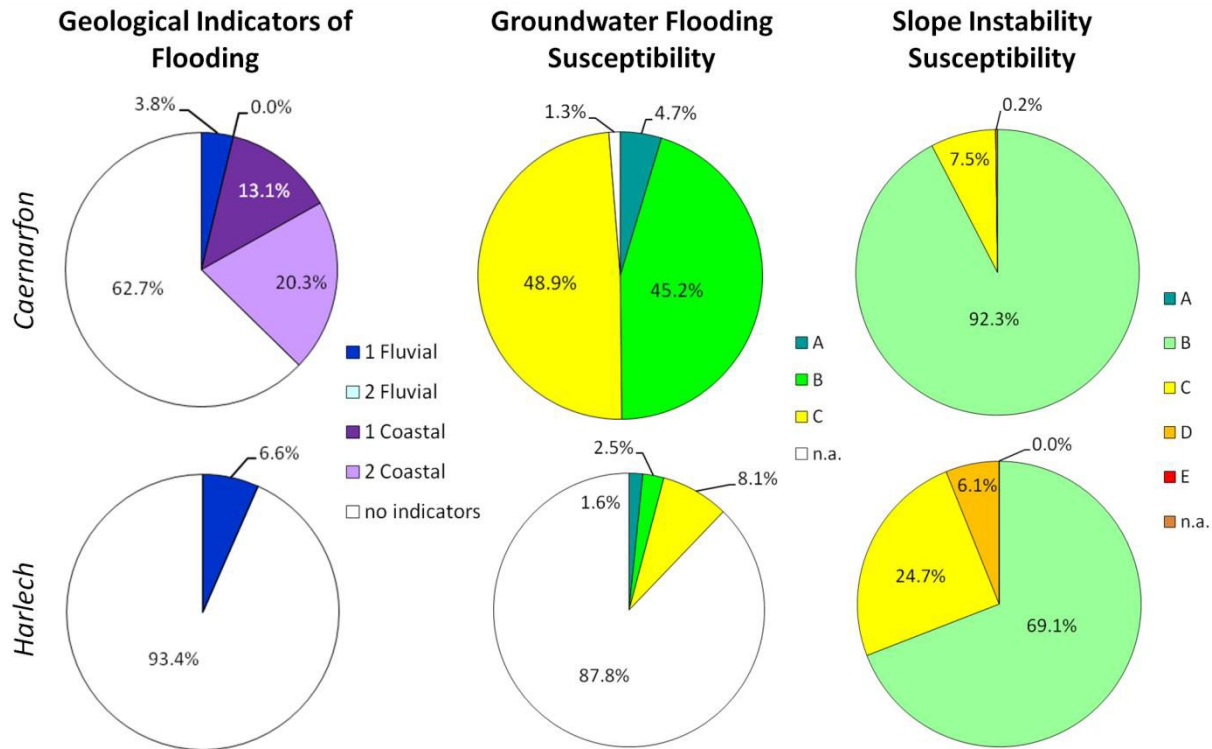 Geological Indicators of
Flooding
Groundwater Flooding
Susceptibility
Slope Instability
Susceptibility
Caernarfon
3.8%
0.0%
13.1%
20.3%
62.7%
1.3%
4.7%
48.9%
45.2%
0.2%
7.5%
92.3%
1 Fluvial
2 Fluvial
1 Coastal
2 Coastal
no indicators
A
B
C
n.a.
A
B
C
D
E
n.a.
Harlech
6.6%
93.4%
2.5%
1.6%
8.1%
87.8%
0.0%
6.1%
24.7%
69.1%